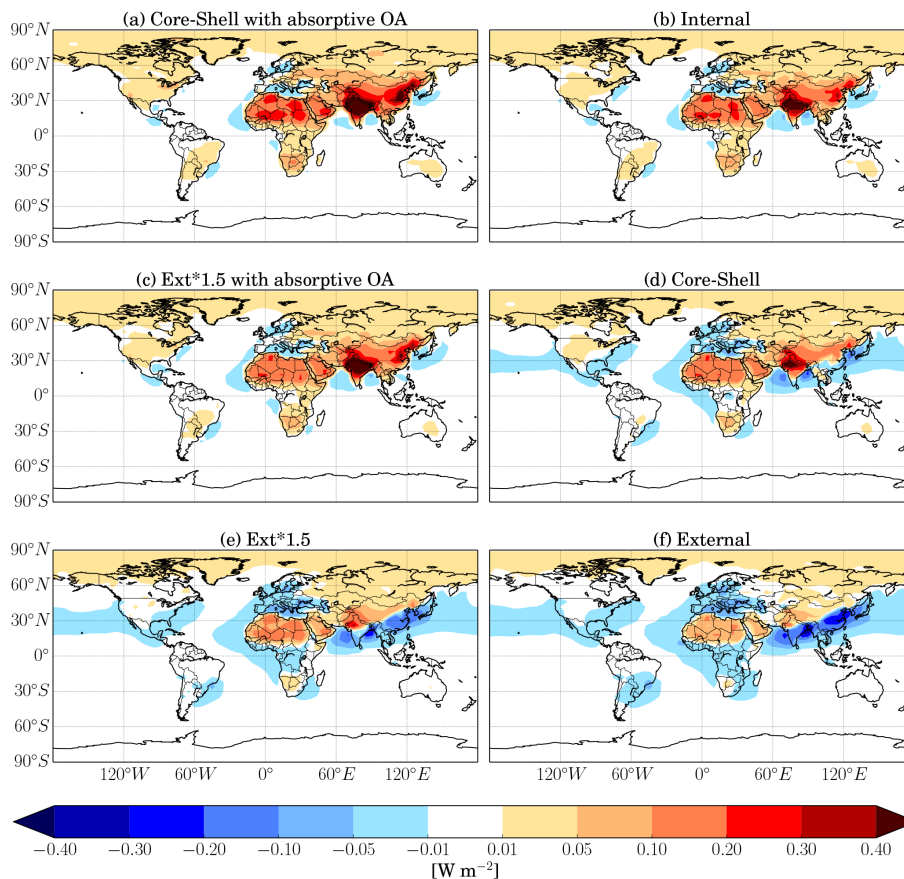 (a) Core-Shell with absorptive OA
(b) Internal
90°N
60°N
30°N
0°
30°S
60°S
90°S
(c) Ext*1.5 with absorptive OA
(d) Core-Shell
90°N
60°N
30°N
0°
30°S
60°S
90°S
(e) Ext*1.5
(f) External
90°N
60°N
30°N
0°
30°S
60°S
90°S
120°W 60°W 0° 60°E 120°E
120°W 60°W 0° 60°E 120°E
−0.40 −0.30 −0.20 −0.10 −0.05 −0.01 0.01 0.05 0.10 0.20 0.30 0.40
[W m⁻²]